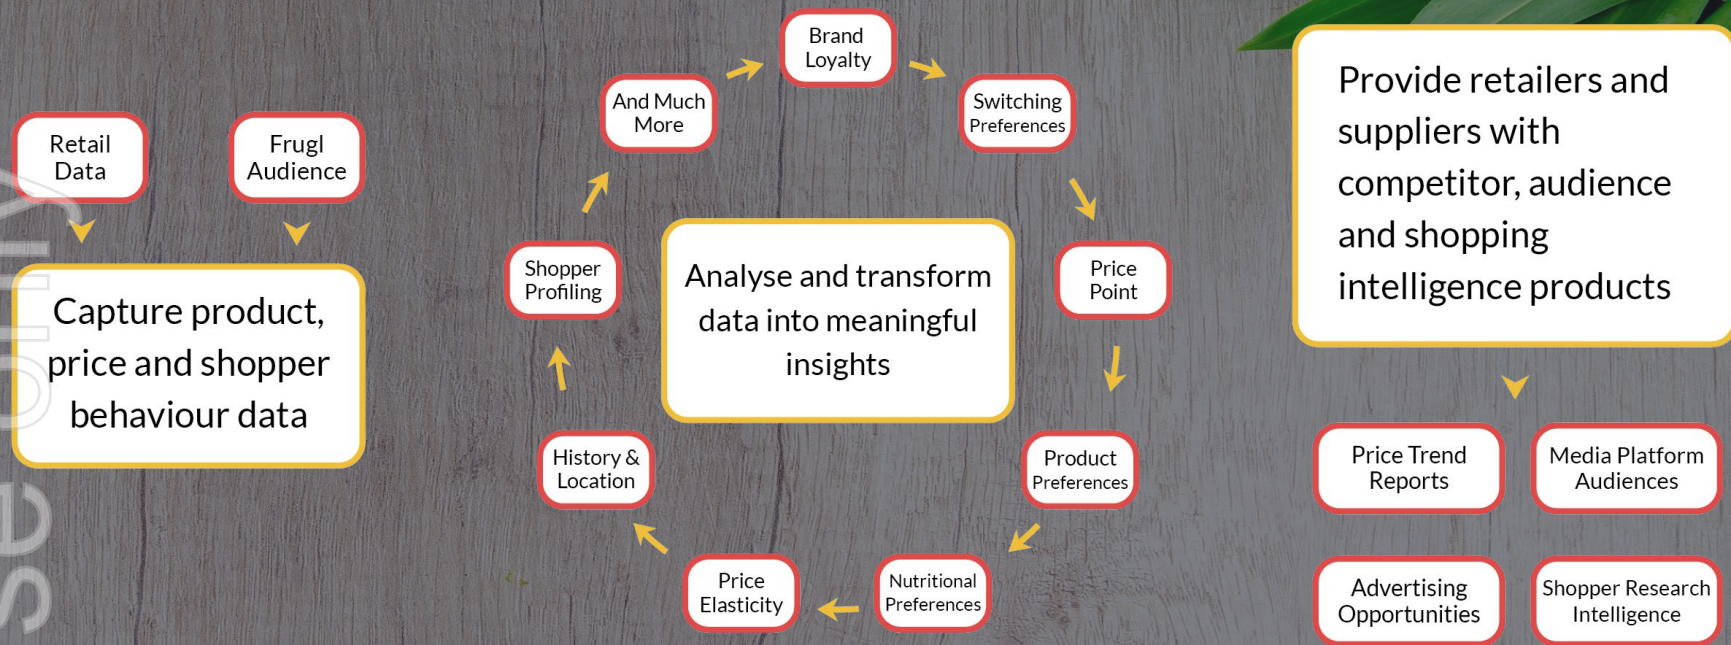 Retail
Data
Frugl
Audience
Capture product,
price and shopper
behaviour data
Brand
Loyalty
Switching
Preferences
Price
Point
Product
Preferences
Nutritional
Preferences
Price
Elasticity
History &
Location
Shopper
Profiling
And Much
More
Analyse and transform
data into meaningful
insights
Provide retailers and
suppliers with
competitor, audience
and shopping
intelligence products
Price Trend
Reports
Media Platform
Audiences
Advertising
Opportunities
Shopper Research
Intelligence
se only